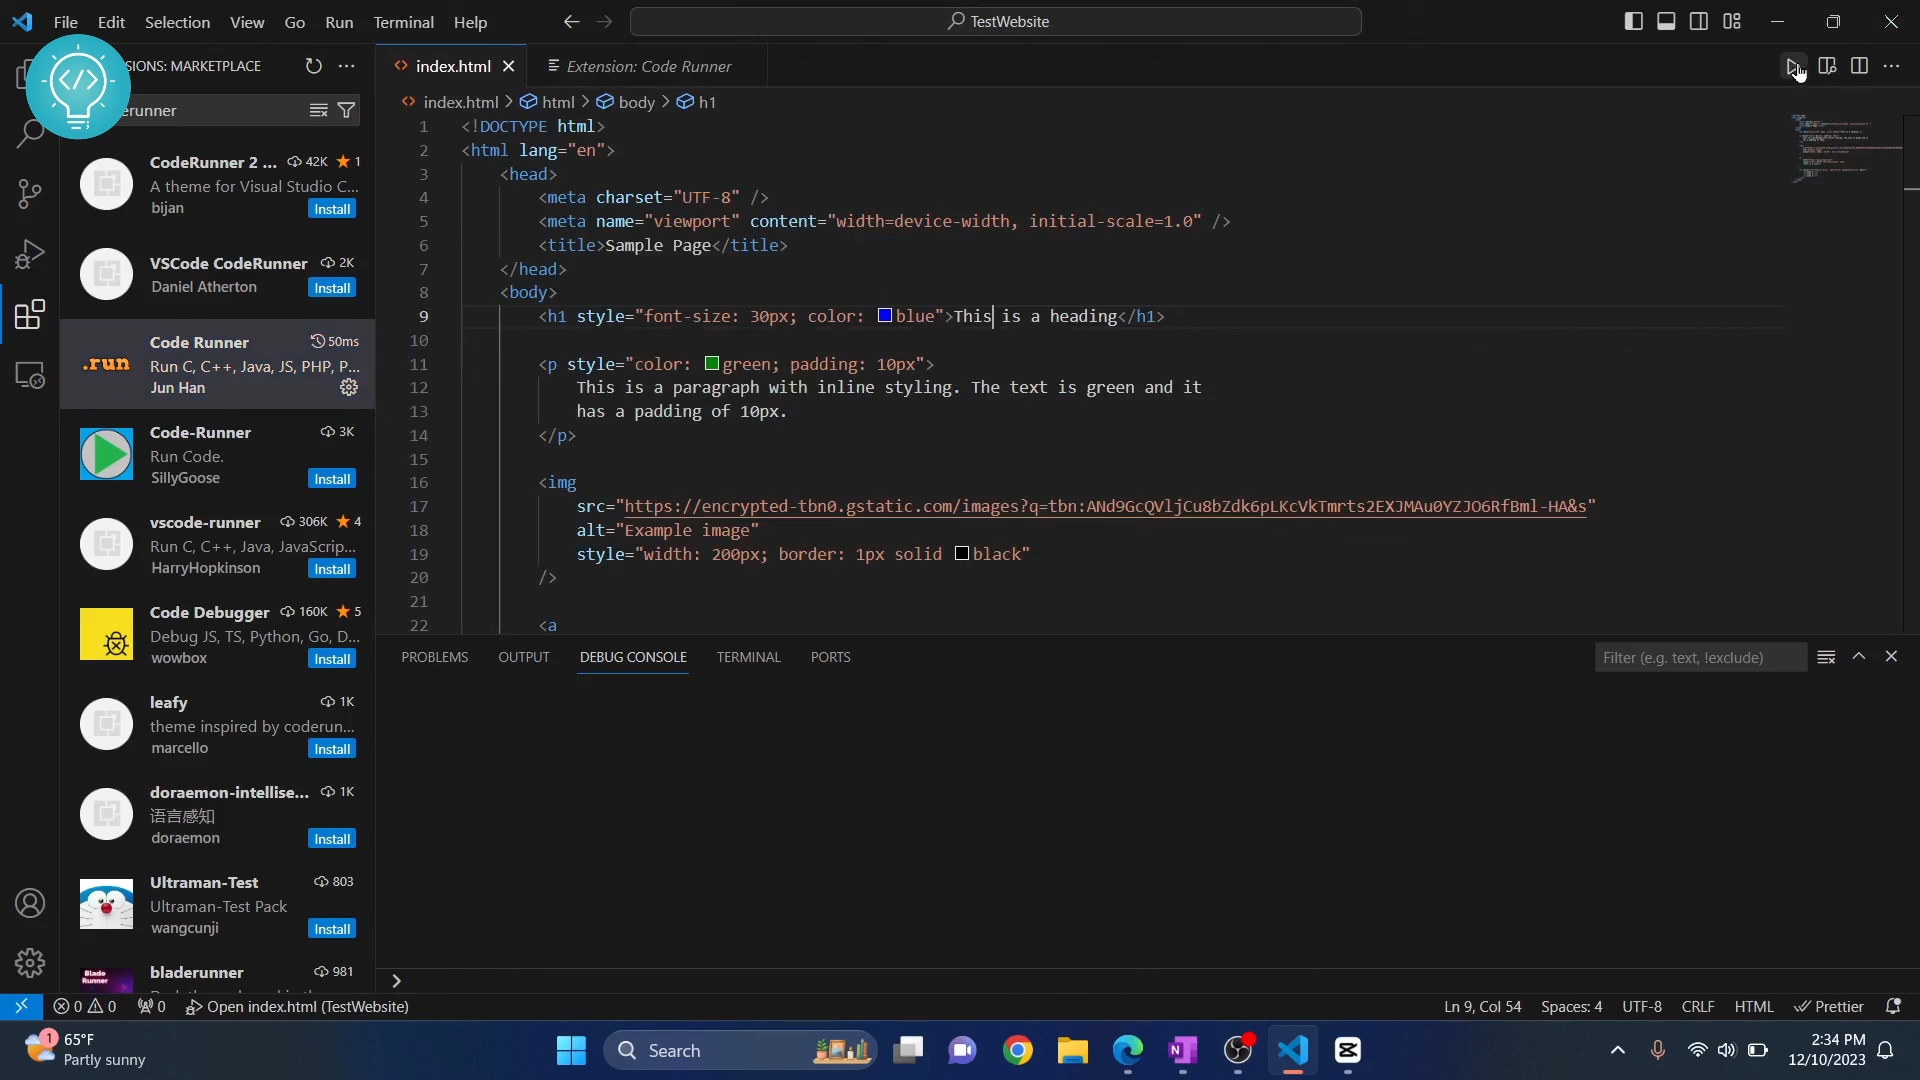 File Edit Selection View Go Run Terminal Help
TestWebsite
SIONS: MARKETPLACE
erunner
CodeRunner 2 ... 42K 1
A theme for Visual Studio C...
bijan Install
VSCode CodeRunner 2K
Daniel Atherton Install
Code Runner 50ms
Run C, C++, Java, JS, PHP, P...
Jun Han
.run
Code-Runner 3K
Run Code.
SillyGoose Install
vscode-runner 306K 4
Run C, C++, Java, JavaScrip...
HarryHopkinson Install
Code Debugger 160K 5
Debug JS, TS, Python, Go, D...
wowbox Install
leafy 1K
theme inspired by coderun...
marcello Install
doraemon-intellise... 1K
语言感知
doraemon Install
Ultraman-Test 803
Ultraman-Test Pack
wangcunji Install
bladerunner 981
Blade
Runner
index.html Extension: Code Runner
index.html > html > body > h1
1 <!DOCTYPE html>
2 <html lang="en">
3 <head>
4 <meta charset="UTF-8" />
5 <meta name="viewport" content="width=device-width, initial-scale=1.0" />
6 <title>Sample Page</title>
7 </head>
8 <body>
9 <h1 style="font-size: 30px; color: blue">This is a heading</h1>
10
11 <p style="color: green; padding: 10px">
12 This is a paragraph with inline styling. The text is green and it
13 has a padding of 10px.
14 </p>
15
16 <img
17 src="https://encrypted-tbn0.gstatic.com/images?q=tbn:ANd9GcQVljCu8bZdk6pLKcVkTmrts2EXJMAu0YZJO6RfBml-HA&s"
18 alt="Example image"
19 style="width: 200px; border: 1px solid black"
20 />
21
22 <a
PROBLEMS OUTPUT DEBUG CONSOLE TERMINAL PORTS
Filter (e.g. text, !exclude)
0 0 0 Open index.html (TestWebsite)
Ln 9, Col 54 Spaces: 4 UTF-8 CRLF HTML Prettier
1 65°F
Partly sunny
Search
2:34 PM
12/10/2023